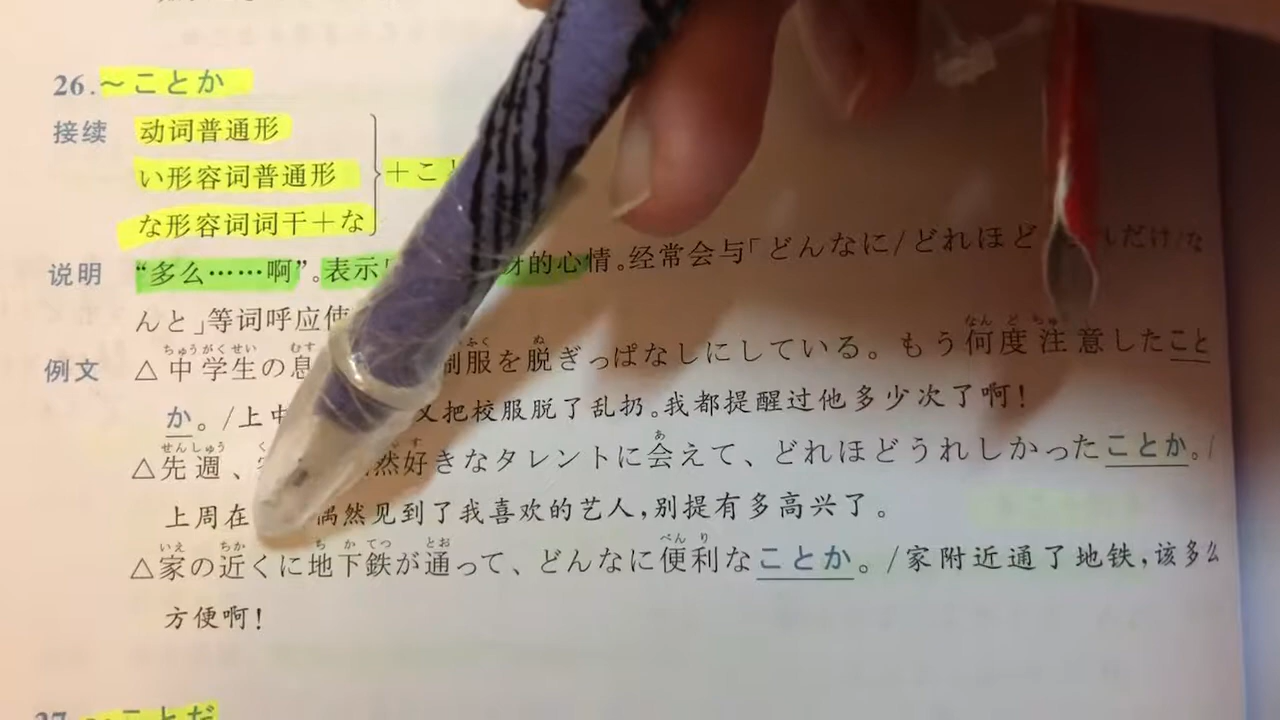 26.～ことか
接续 动词普通形
い形容词普通形 ＋こ
な形容词词干＋な
说明 “多么……啊”。表示 的心情。经常会与「どんなに/どれほど だけ/な
んと」等词呼应使
例文 △中学生の息 制服を脱ぎっぱなしにしている。もう何度注意したこと
か。/上中 又把校服脱了乱扔。我都提醒过他多少次了啊！
△先週、 然好きなタレントに会えて、どれほどうれしかったことか。/
上周在 偶然见到了我喜欢的艺人，别提有多高兴了。
△家の近くに地下鉄が通って、どんなに便利なことか。/家附近通了地铁，该多么
方便啊！
27.～ことだ